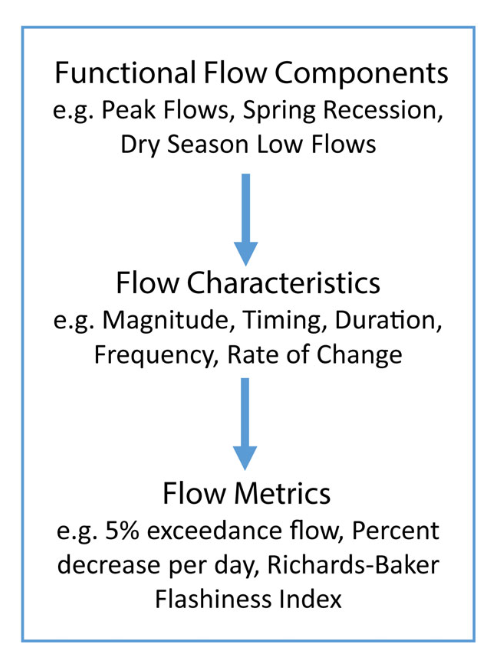 Functional Flow Components
e.g. Peak Flows, Spring Recession,
Dry Season Low Flows
Flow Characteristics
e.g. Magnitude, Timing, Duration,
Frequency, Rate of Change
Flow Metrics
e.g. 5% exceedance flow, Percent
decrease per day, Richards-Baker
Flashiness Index